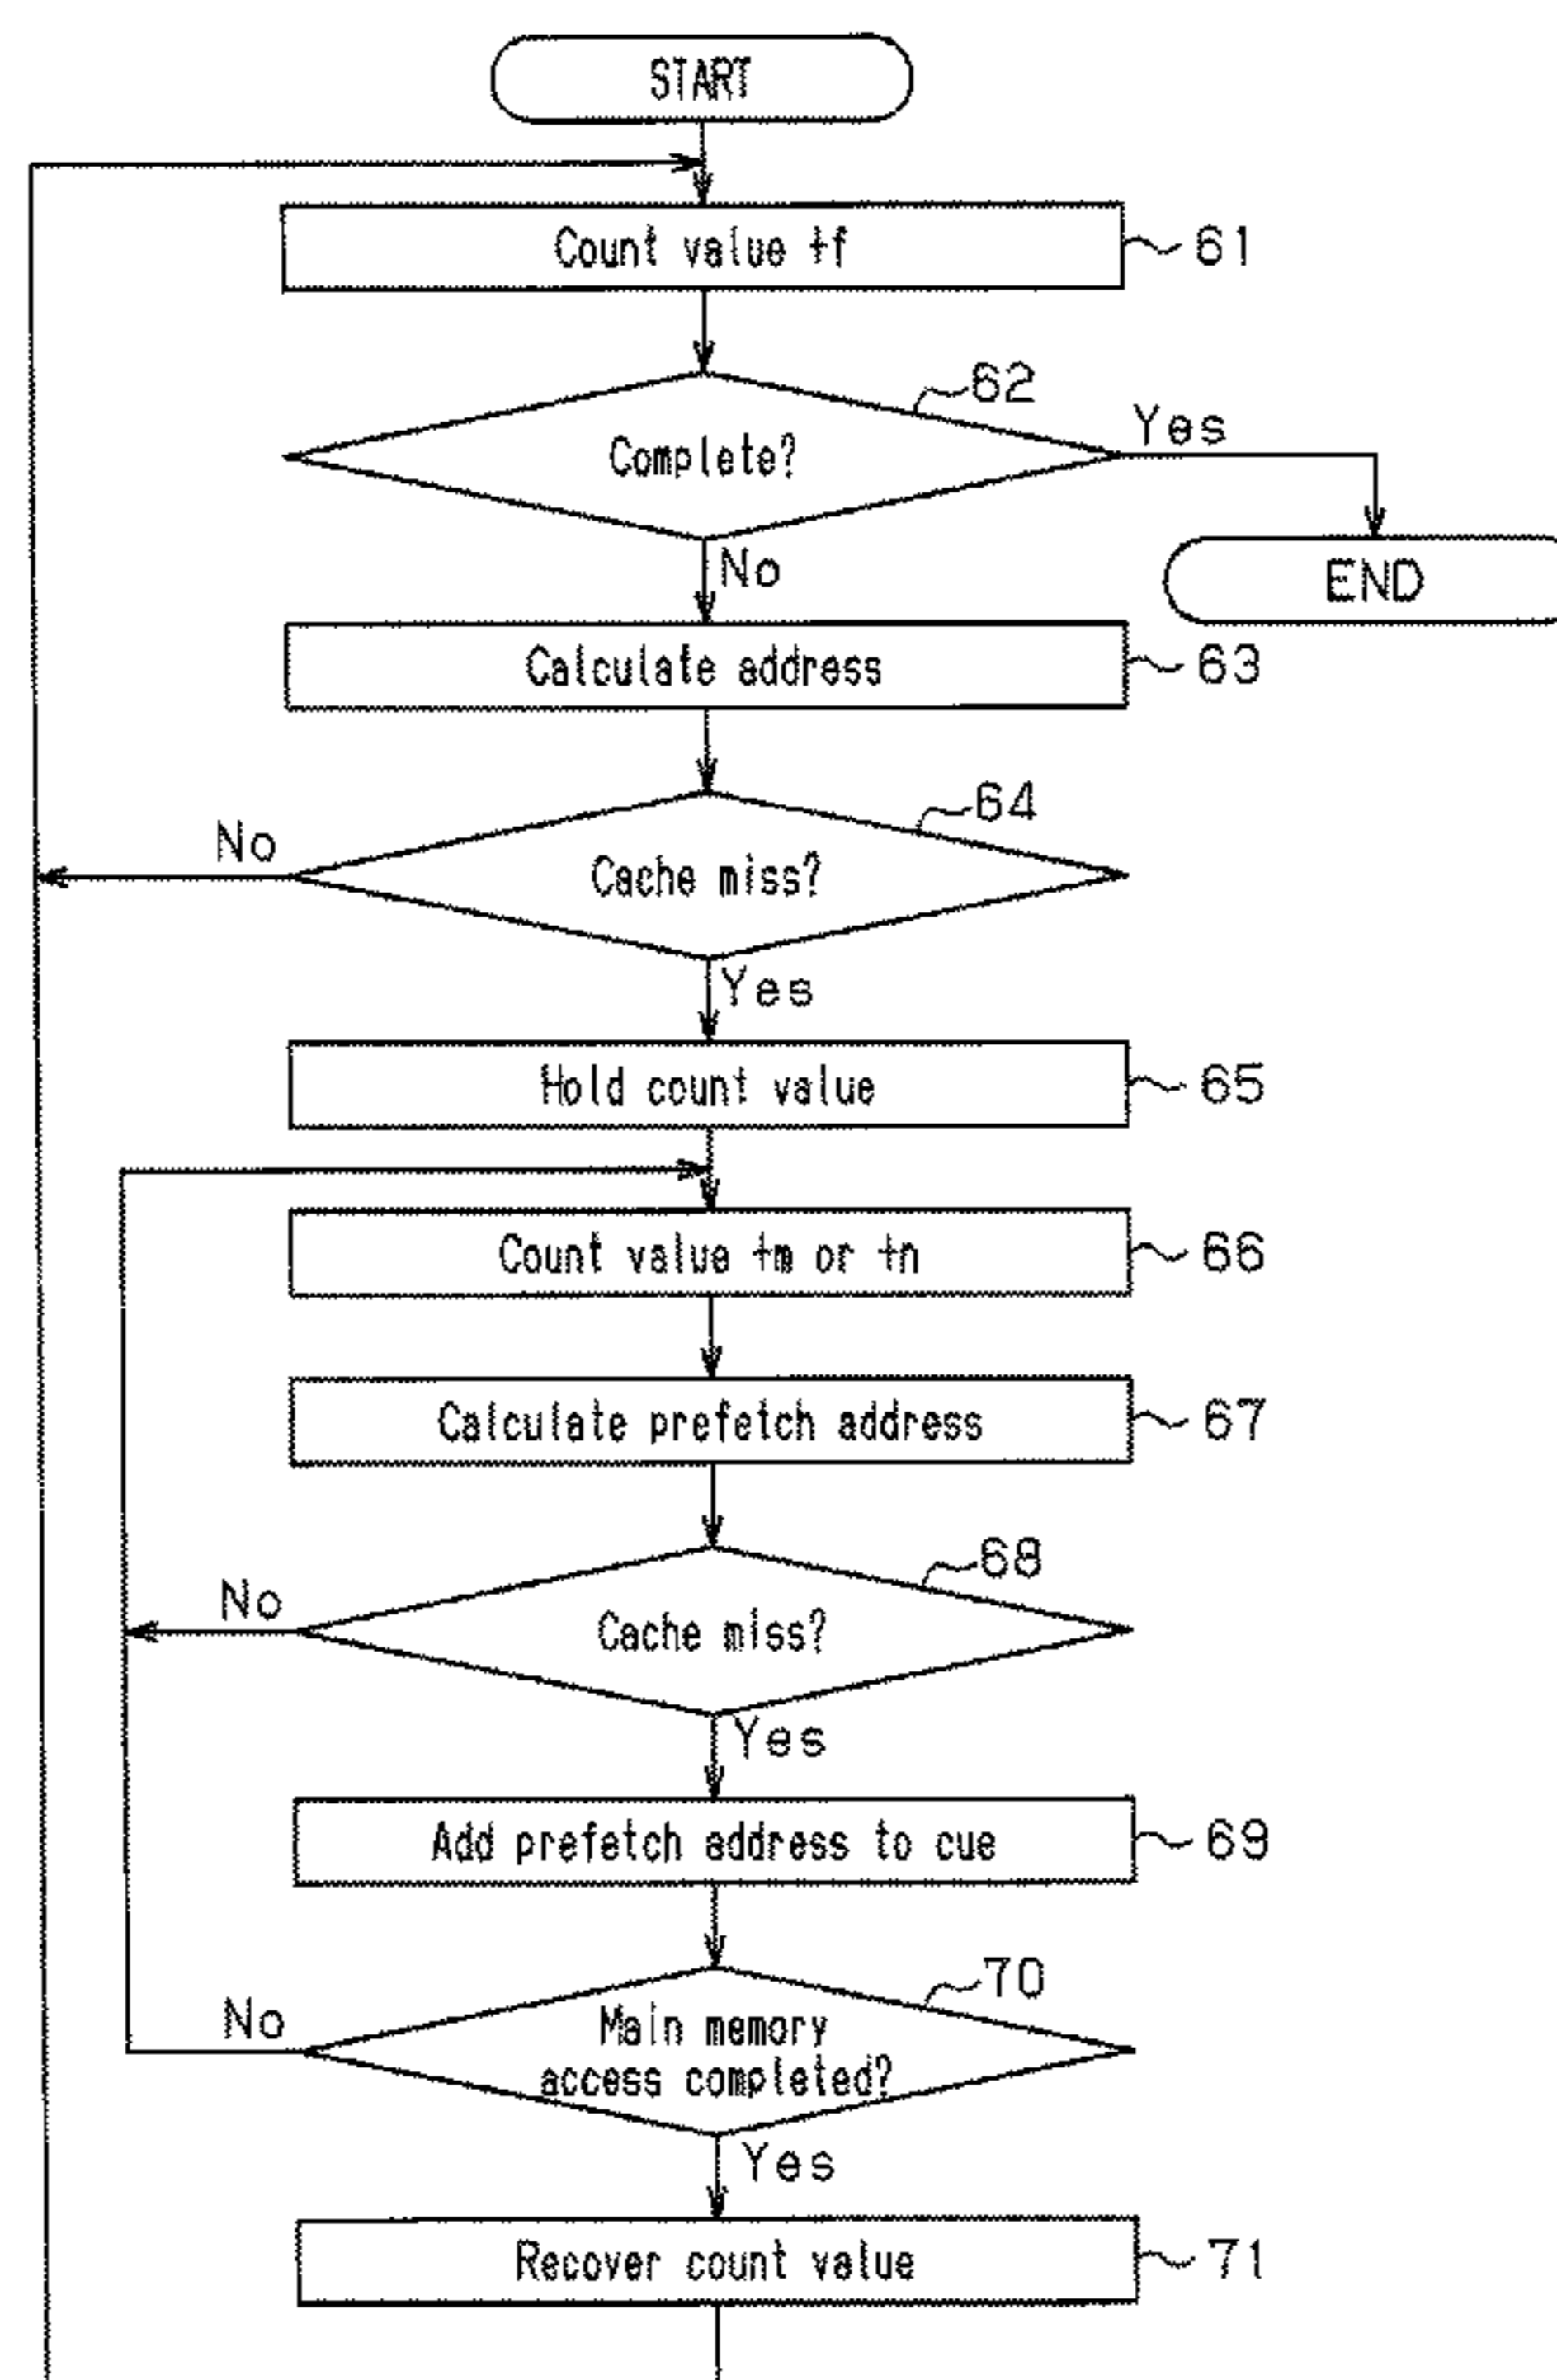 START
Count value +f
61
62
Complete?
Yes
No
END
Calculate address
63
64
No
Cache miss?
Yes
Hold count value
65
Count value +m or +n
66
Calculate prefetch address
67
68
No
Cache miss?
Yes
Add prefetch address to cue
69
70
No
Main memory
access completed?
Yes
Recover count value
71